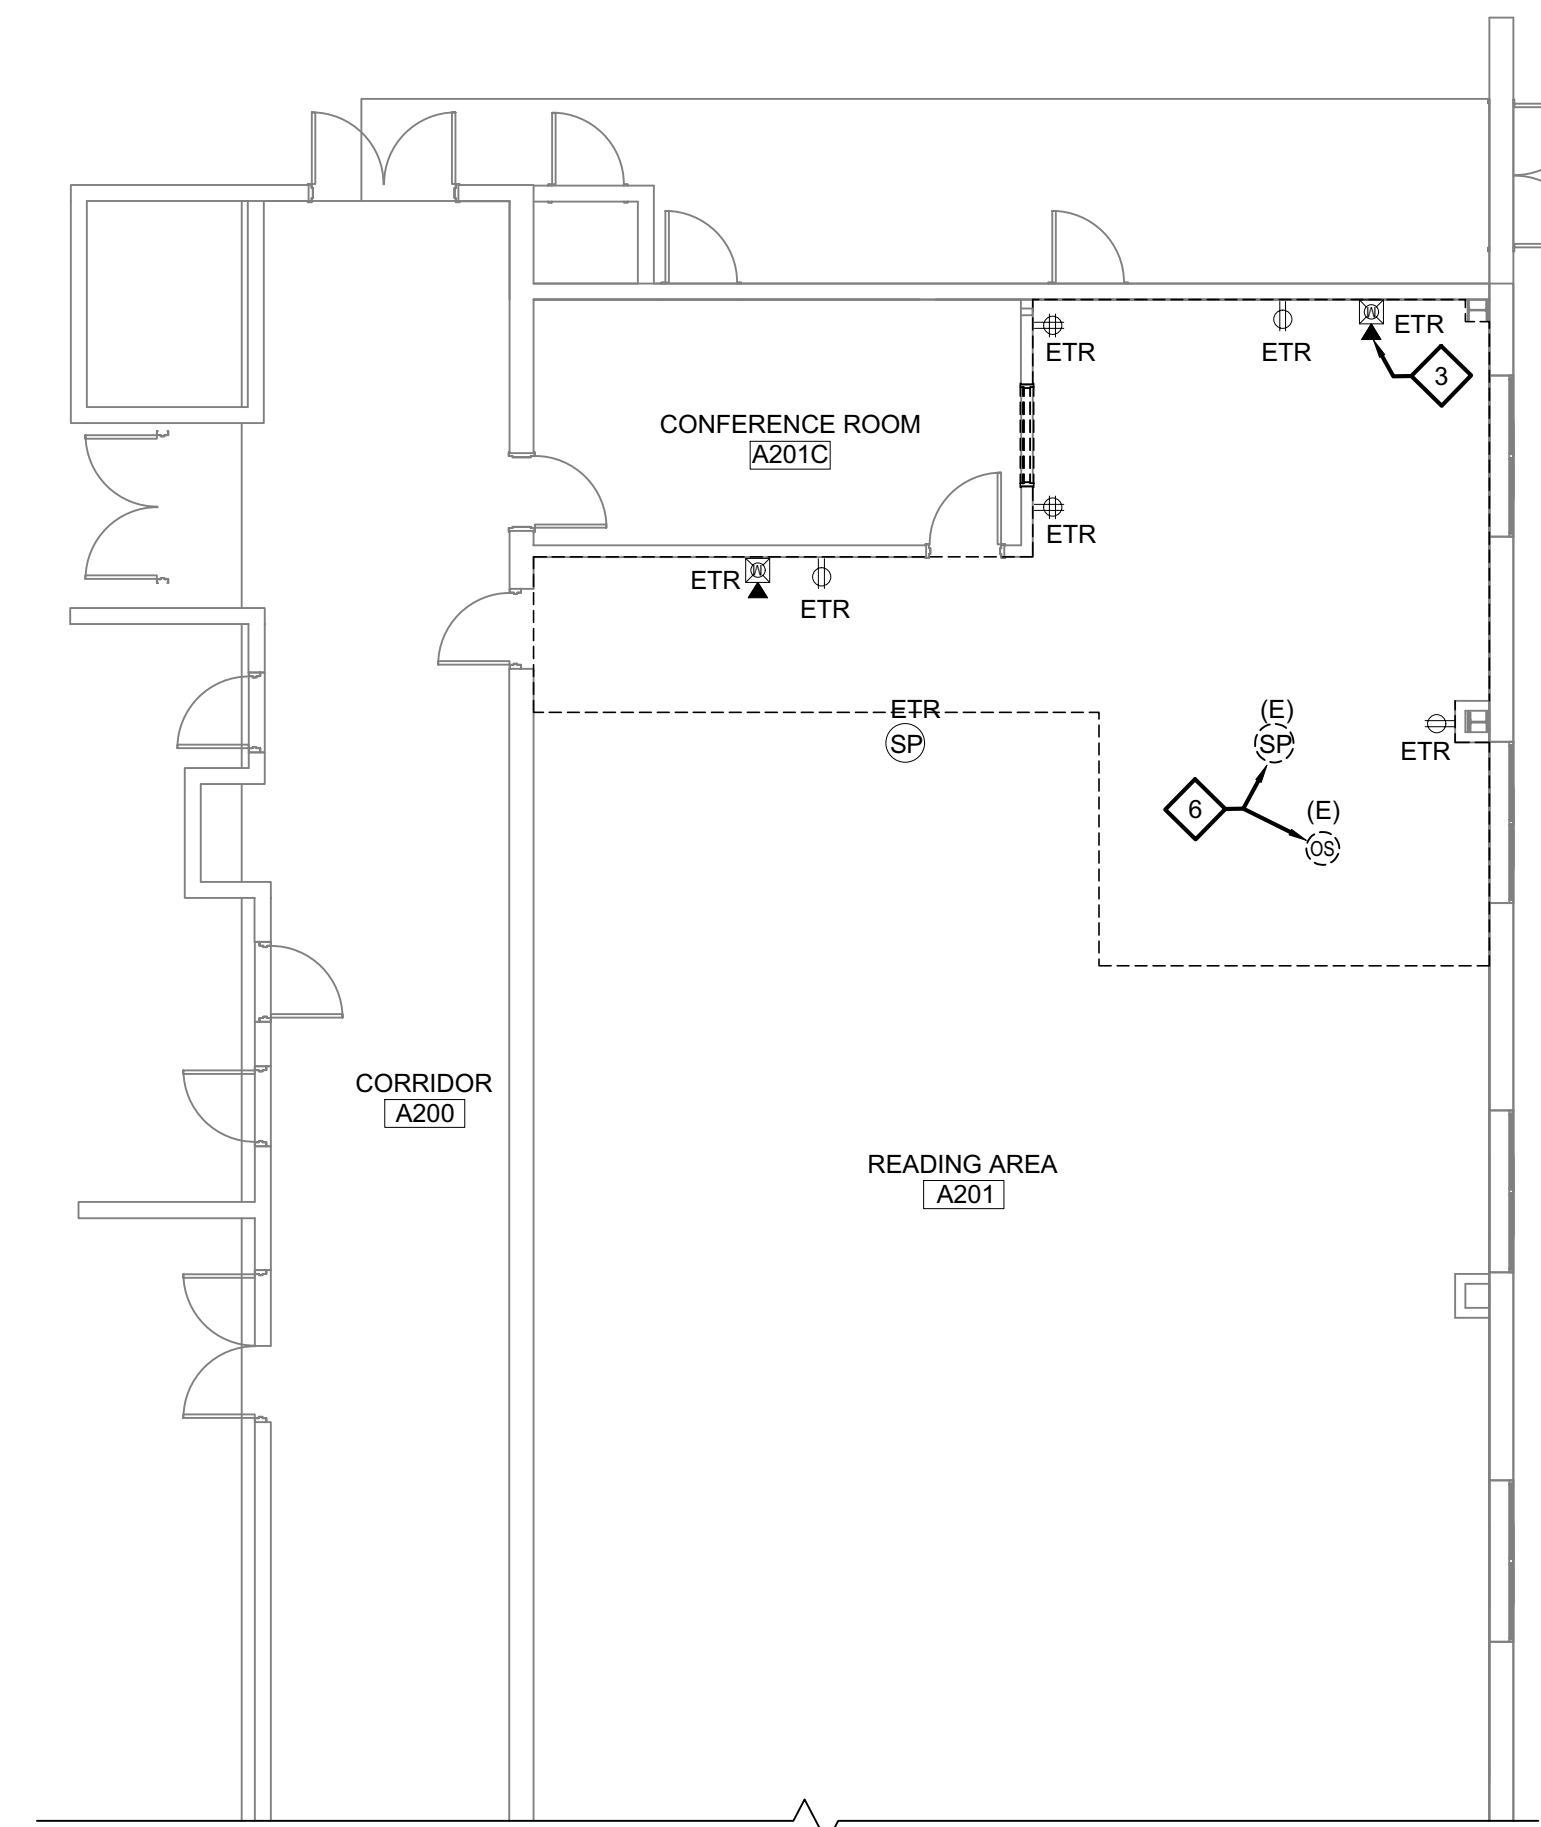 ETR
3
ETR
ETR
CONFERENCE ROOM
A201C
ETR
ETR
ETR
ETR
SP
(E)
SP
ETR
6
(E)
OS
CORRIDOR
A200
READING AREA
A201